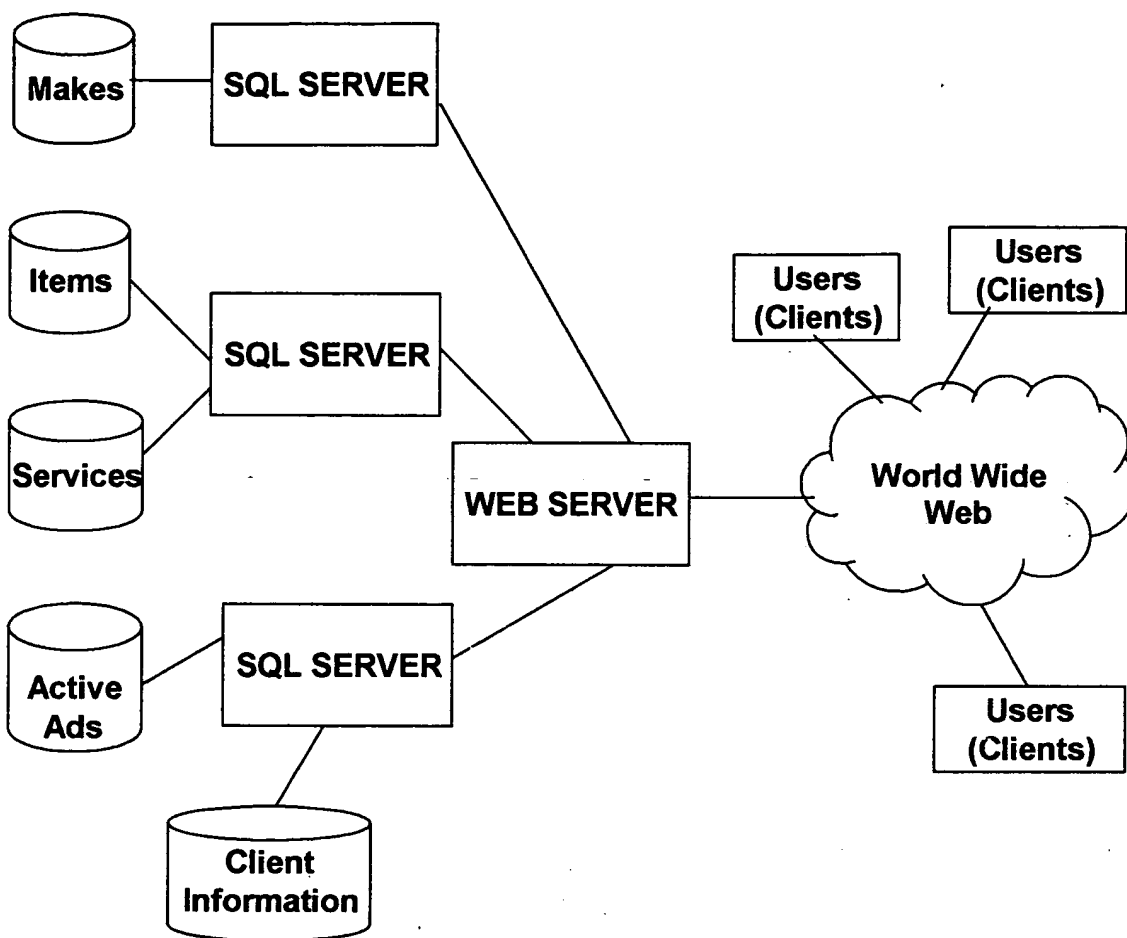 Makes
SQL SERVER
Items
SQL SERVER
Services
Users
(Clients)
Users
(Clients)
WEB SERVER
World Wide
Web
Active
Ads
SQL SERVER
Users
(Clients)
Client
Information